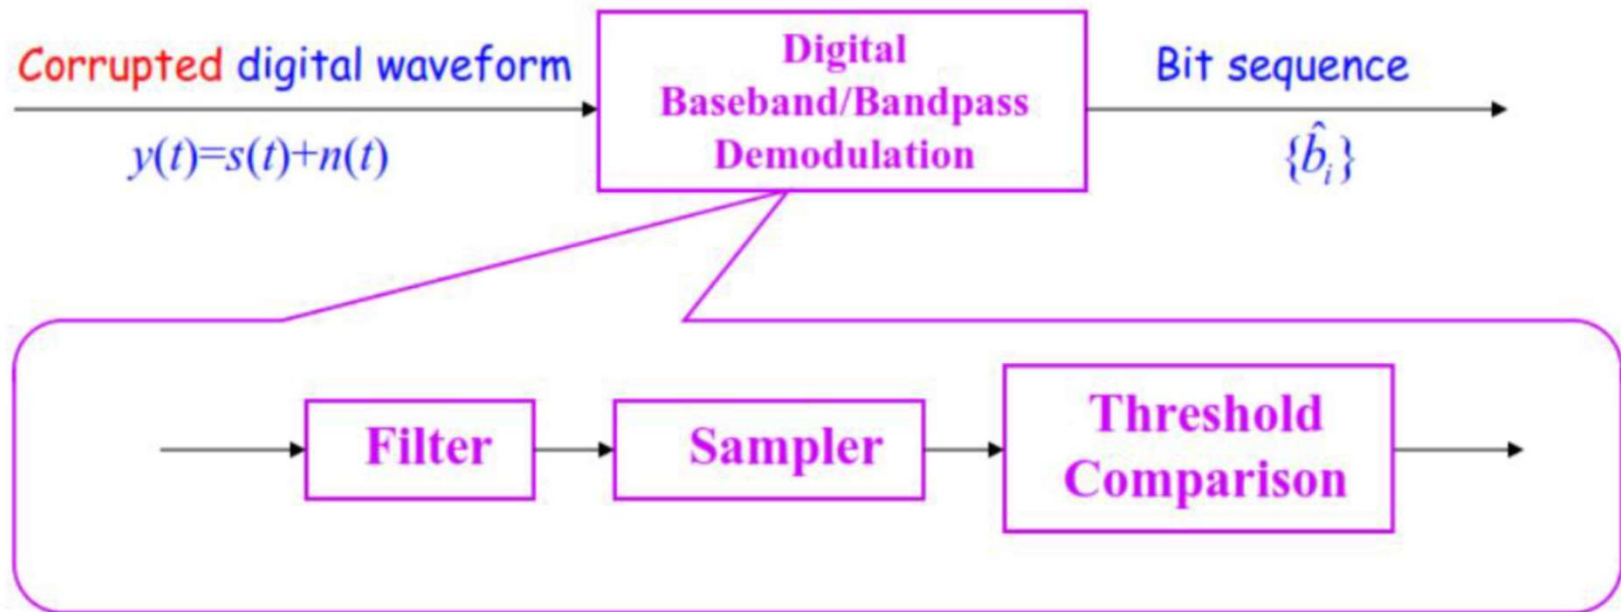 Corrupted digital waveform
y(t)=s(t)+n(t)
Digital
Baseband/Bandpass
Demodulation
Bit sequence
{b̂ᵢ}
Filter
Sampler
Threshold
Comparison